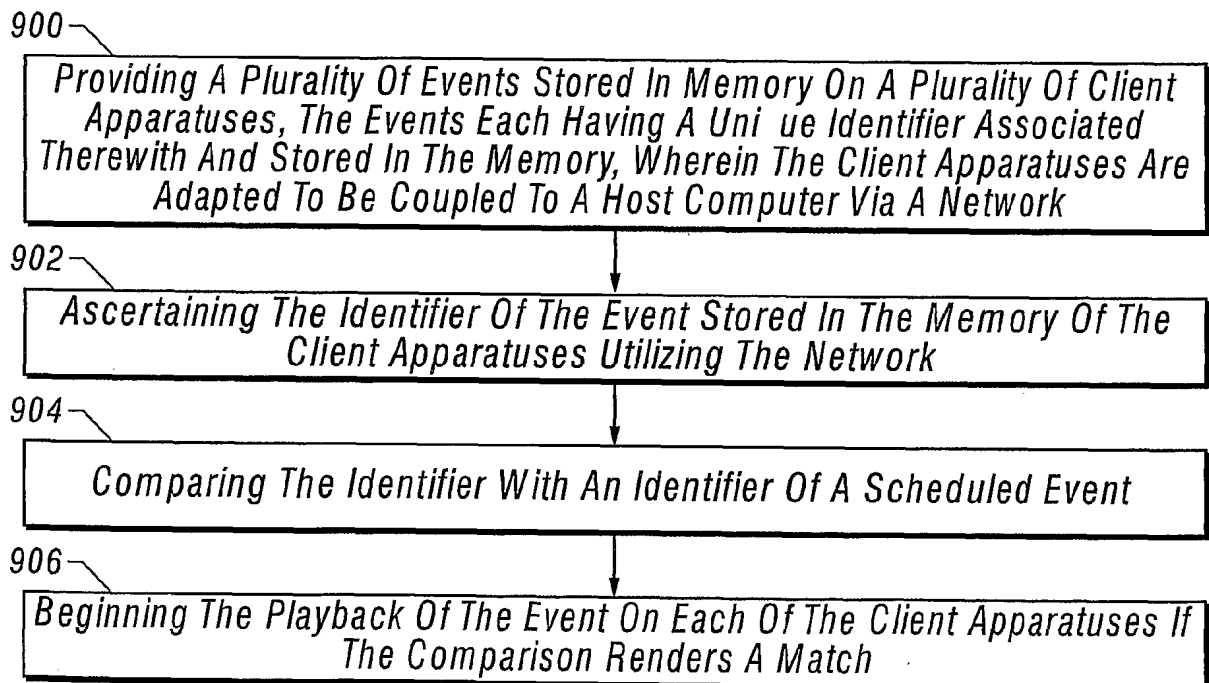 900
Providing A Plurality Of Events Stored In Memory On A Plurality Of Client
Apparatuses, The Events Each Having A Uni ue Identifier Associated
Therewith And Stored In The Memory, Wherein The Client Apparatuses Are
Adapted To Be Coupled To A Host Computer Via A Network
902
Ascertaining The Identifier Of The Event Stored In The Memory Of The
Client Apparatuses Utilizing The Network
904
Comparing The Identifier With An Identifier Of A Scheduled Event
906
Beginning The Playback Of The Event On Each Of The Client Apparatuses If
The Comparison Renders A Match